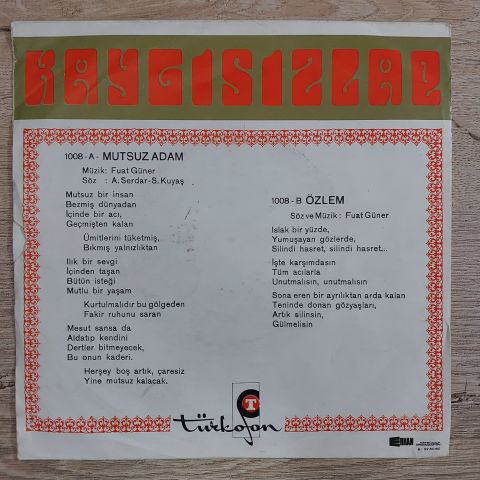 KAYGISIZLAR
1008 - A - MUTSUZ ADAM
Müzik : Fuat Güner
Söz : A. Serdar-S. Kuyaş
Mutsuz bir insan
Bezmiş dünyadan
İçinde bir acı,
Geçmişten kalan
Ümitlerini tüketmiş,
Bıkmış yalnızlıktan
Ilık bir sevgi
İçinden taşan
Bütün isteği
Mutlu bir yaşam
Kurtulmalıdır bu gölgeden
Fakir ruhunu saran
Mesut sansa da
Aldatıp kendini
Dertler bitmeyecek,
Bu onun kaderi.
Herşey boş artık, çaresiz
Yine mutsuz kalacak.
1008 - B ÖZLEM
Söz ve Müzik : Fuat Güner
Islak bir yüzde,
Yumuşayan gözlerde,
Silindi hasret, silindi hasret...
İşte karşımdasın
Tüm acılarla
Unutmalısın, unutmalısın
Sona eren bir ayrılıktan arda kalan
Teninde donan gözyaşları,
Artık silinsin,
Gülmelisin
T
türkofon